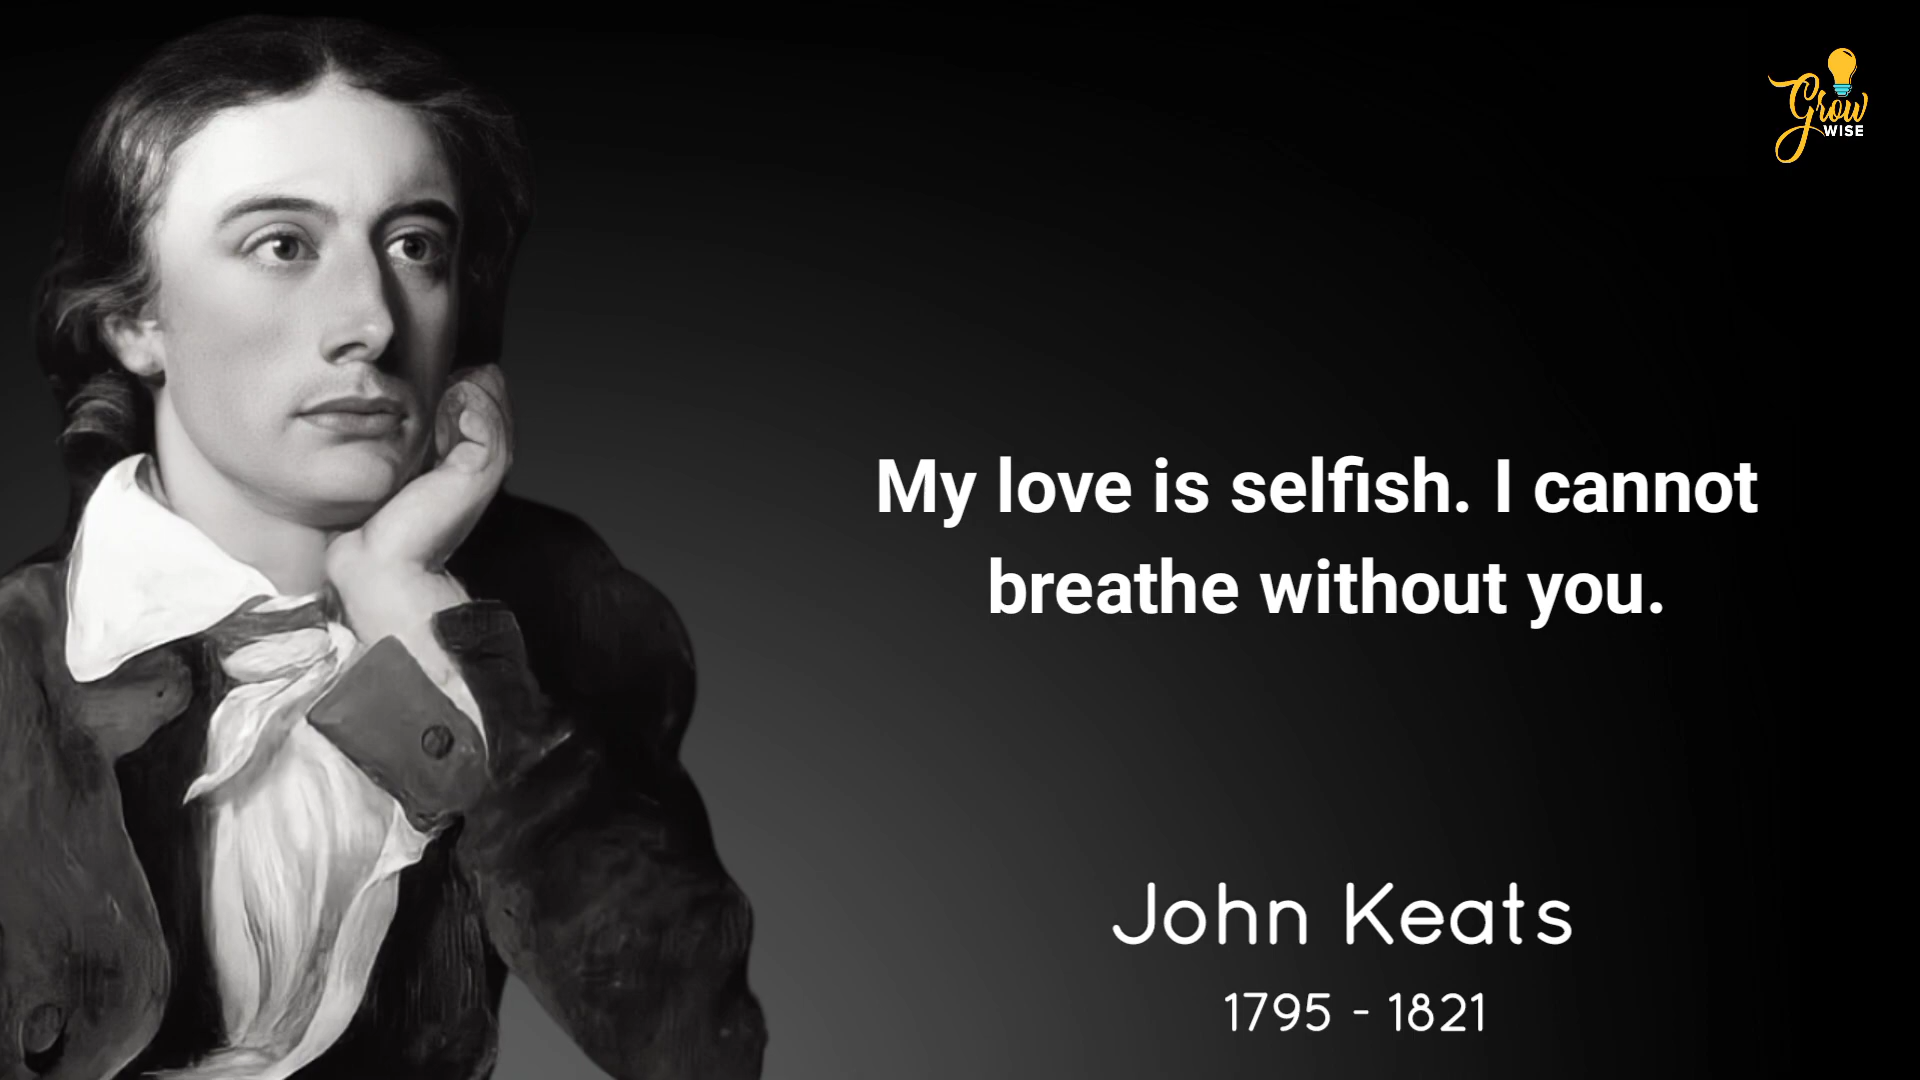 Grow
WISE
My love is selfish. I cannot
breathe without you.
John Keats
1795 - 1821